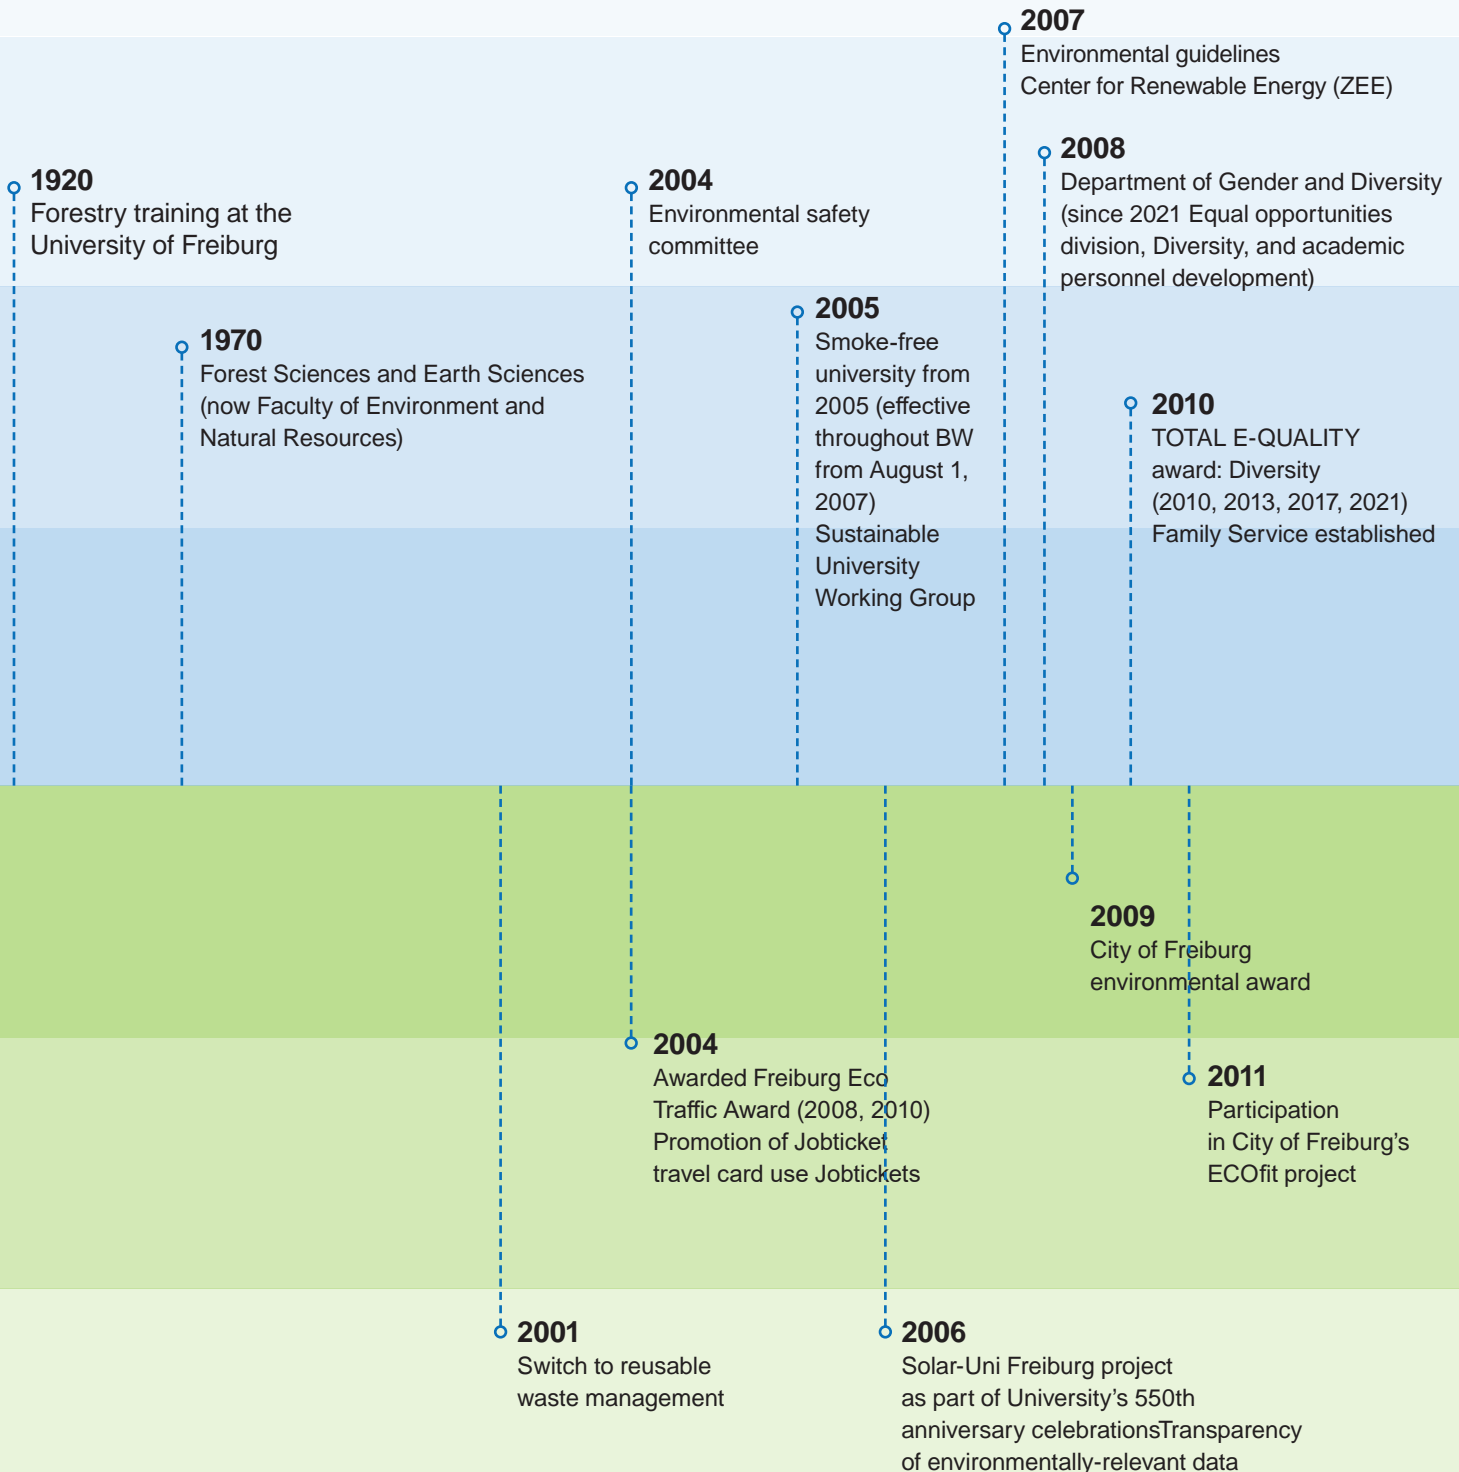 2007
Environmental guidelines
Center for Renewable Energy (ZEE)
2008
Department of Gender and Diversity
(since 2021 Equal opportunities
division, Diversity, and academic
personnel development)
1920
Forestry training at the
University of Freiburg
2004
Environmental safety
committee
2005
Smoke-free
university from
2005 (effective
throughout BW
from August 1,
2007)
Sustainable
University
Working Group
1970
Forest Sciences and Earth Sciences
(now Faculty of Environment and
Natural Resources)
2010
TOTAL E-QUALITY
award: Diversity
(2010, 2013, 2017, 2021)
Family Service established
2009
City of Freiburg
environmental award
2004
Awarded Freiburg Eco
Traffic Award (2008, 2010)
Promotion of Jobticket
travel card use Jobtickets
2011
Participation
in City of Freiburg’s
ECOfit project
2001
Switch to reusable
waste management
2006
Solar-Uni Freiburg project
as part of University’s 550th
anniversary celebrationsTransparency
of environmentally-relevant data